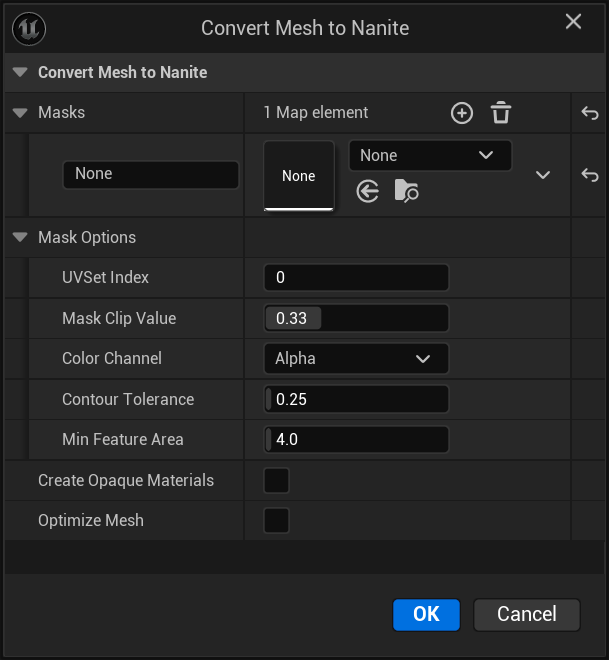 Convert Mesh to Nanite
Convert Mesh to Nanite
Masks 1 Map element
None None None
Mask Options
UVSet Index 0
Mask Clip Value 0.33
Color Channel Alpha
Contour Tolerance 0.25
Min Feature Area 4.0
Create Opaque Materials
Optimize Mesh
OK Cancel